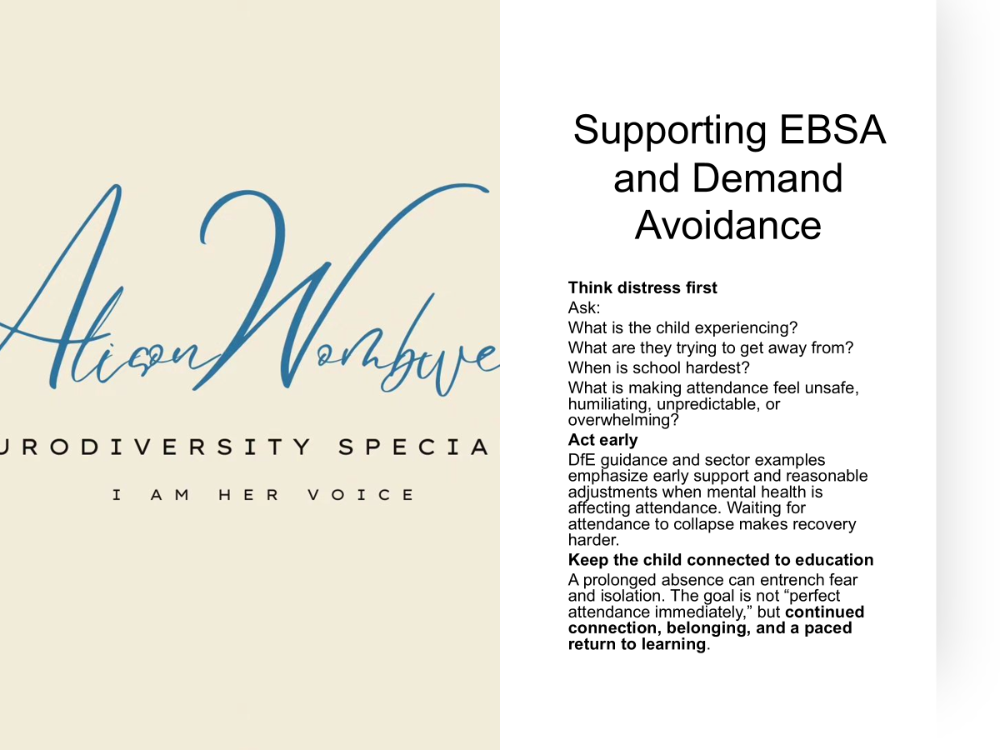 Alison Wombwe
URODIVERSITY SPECIA
I AM HER VOICE
Supporting EBSA
and Demand
Avoidance
Think distress first
Ask:
What is the child experiencing?
What are they trying to get away from?
When is school hardest?
What is making attendance feel unsafe,
humiliating, unpredictable, or
overwhelming?
Act early
DfE guidance and sector examples
emphasize early support and reasonable
adjustments when mental health is
affecting attendance. Waiting for
attendance to collapse makes recovery
harder.
Keep the child connected to education
A prolonged absence can entrench fear
and isolation. The goal is not “perfect
attendance immediately,” but continued
connection, belonging, and a paced
return to learning.